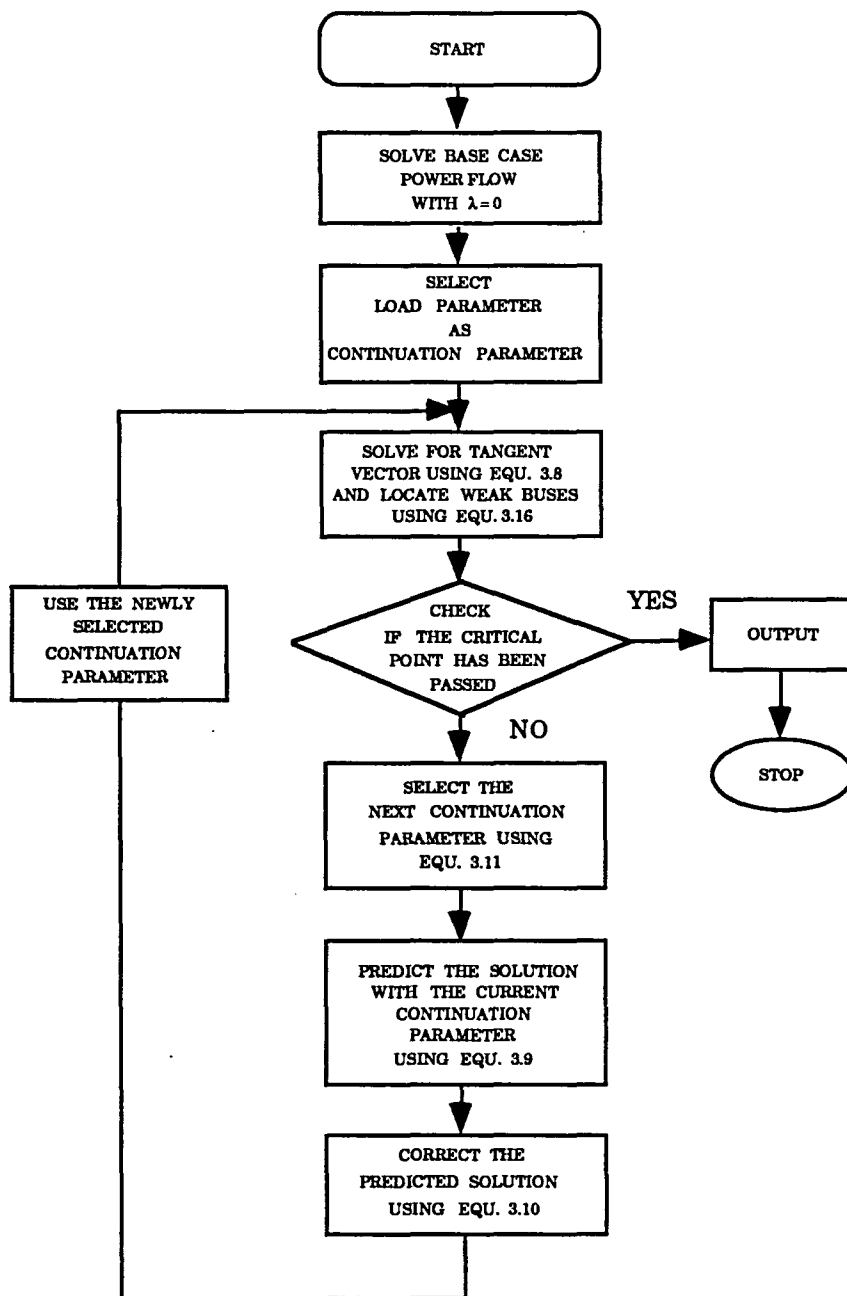 START
SOLVE BASE CASE
POWER FLOW
WITH λ=0
SELECT
LOAD PARAMETER
AS
CONTINUATION PARAMETER
SOLVE FOR TANGENT
VECTOR USING EQU. 3.8
AND LOCATE WEAK BUSES
USING EQU. 3.16
USE THE NEWLY
SELECTED
CONTINUATION
PARAMETER
CHECK
IF THE CRITICAL
POINT HAS BEEN
PASSED
YES
OUTPUT
STOP
NO
SELECT THE
NEXT CONTINUATION
PARAMETER USING
EQU. 3.11
PREDICT THE SOLUTION
WITH THE CURRENT
CONTINUATION
PARAMETER
USING EQU. 3.9
CORRECT THE
PREDICTED SOLUTION
USING EQU. 3.10